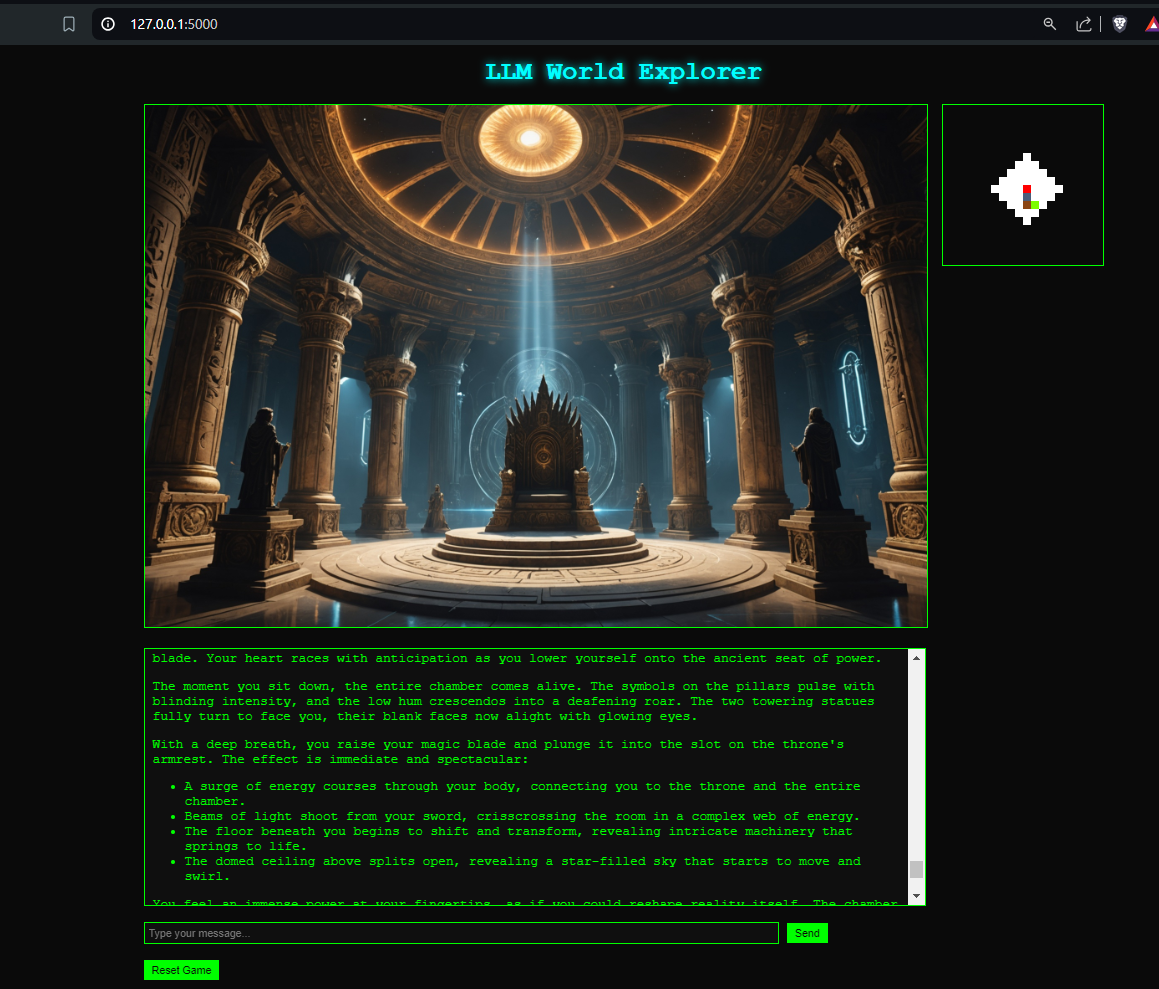 127.0.0.1:5000
LLM World Explorer
blade. Your heart races with anticipation as you lower yourself onto the ancient seat of power.
The moment you sit down, the entire chamber comes alive. The symbols on the pillars pulse with
blinding intensity, and the low hum crescendos into a deafening roar. The two towering statues
fully turn to face you, their blank faces now alight with glowing eyes.
With a deep breath, you raise your magic blade and plunge it into the slot on the throne's
armrest. The effect is immediate and spectacular:
• A surge of energy courses through your body, connecting you to the throne and the entire
chamber.
• Beams of light shoot from your sword, crisscrossing the room in a complex web of energy.
• The floor beneath you begins to shift and transform, revealing intricate machinery that
springs to life.
• The domed ceiling above splits open, revealing a star-filled sky that starts to move and
swirl.
You feel an immense power at your fingertips, as if you could reshape reality itself. The chamber
Type your message...
Send
Reset Game